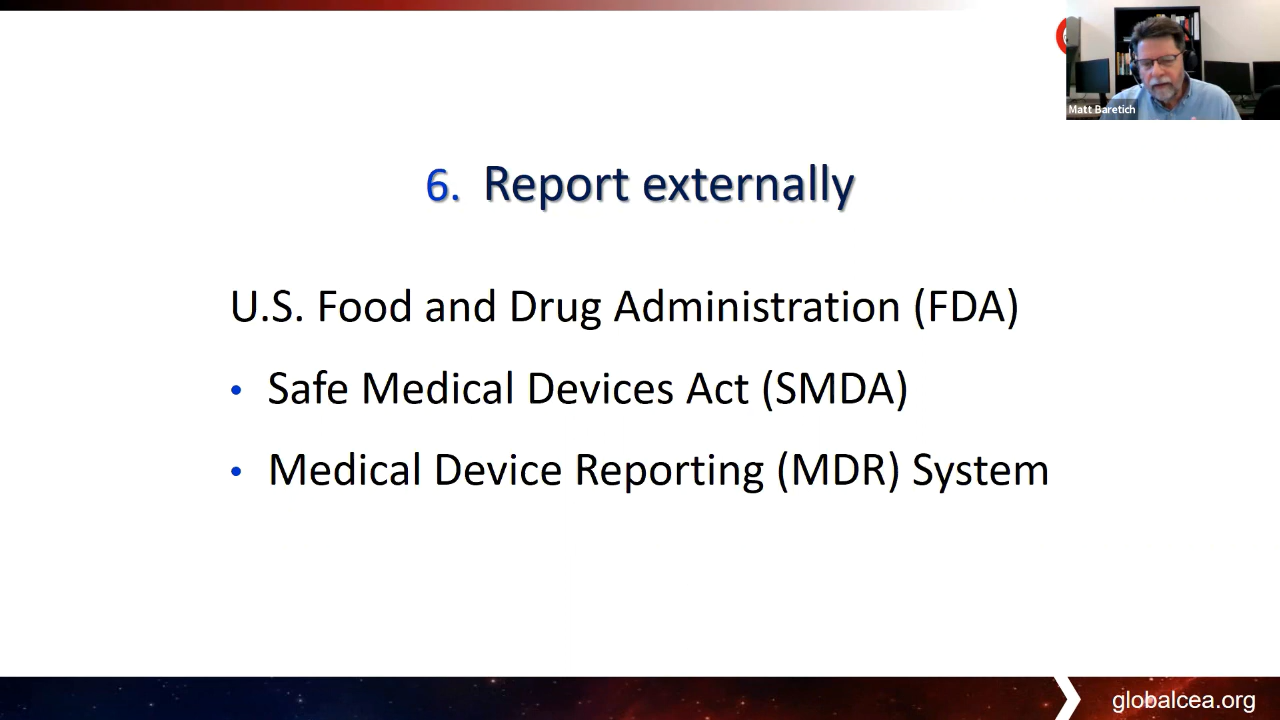 Matt Baretich
6. Report externally
U.S. Food and Drug Administration (FDA)
• Safe Medical Devices Act (SMDA)
• Medical Device Reporting (MDR) System
globalcea.org